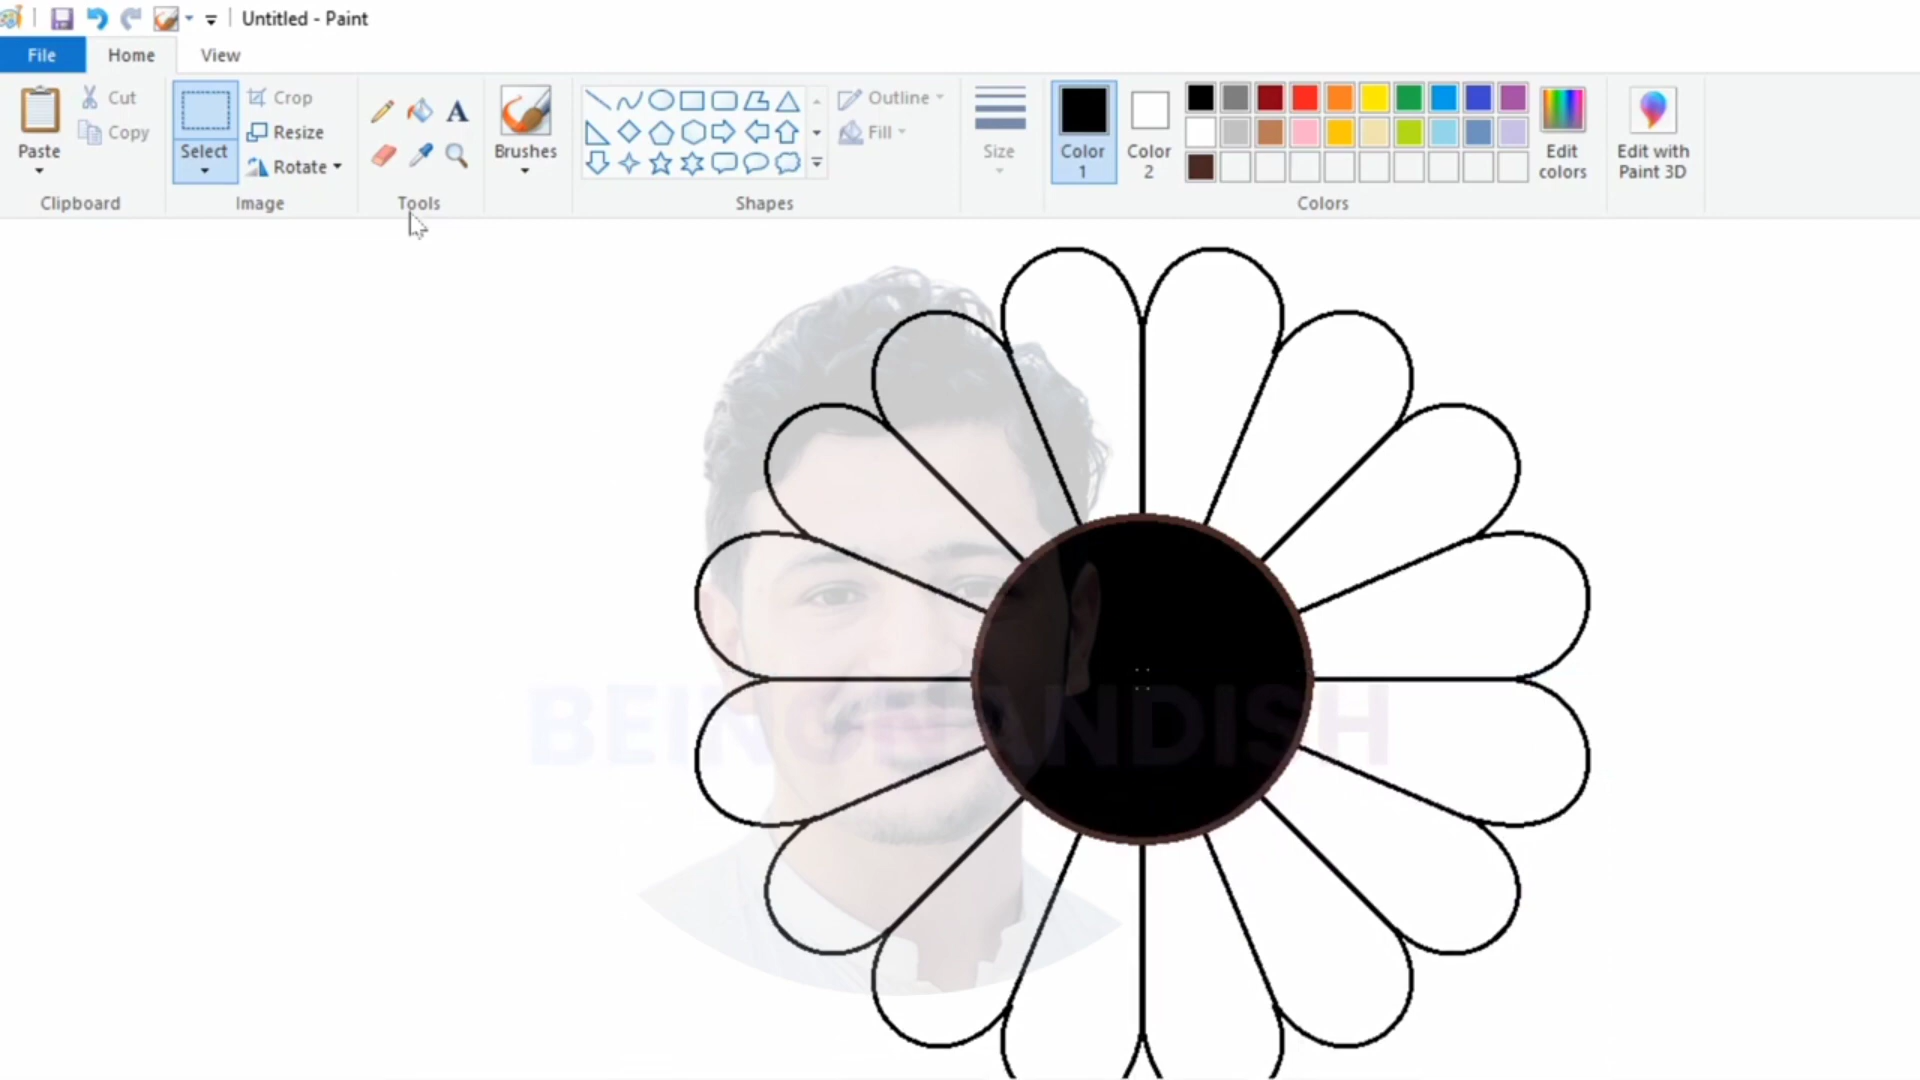 Untitled - Paint
File Home View
Paste Cut Copy Select Crop Resize Rotate A Brushes Outline Fill Size Color 1 Color 2 Edit colors Edit with Paint 3D
Clipboard Image Tools Shapes Colors
BEINGNANDISH